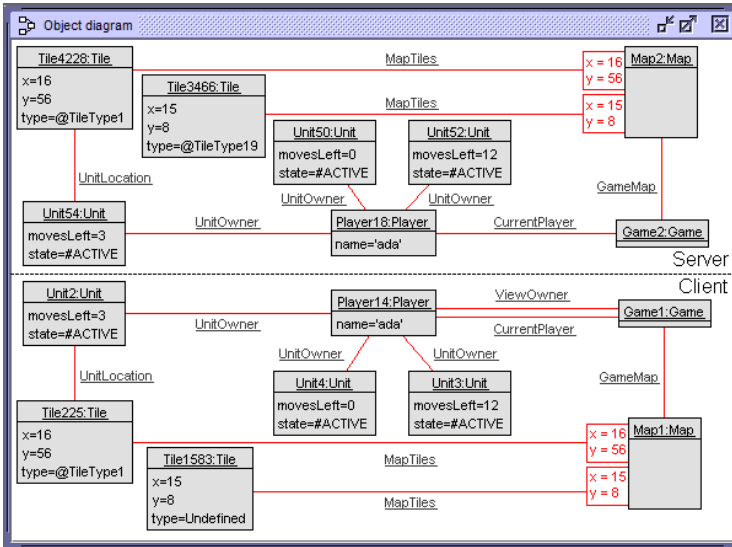 Object diagram
Tile4228:Tile
x=16
y=56
type=@TileType1
MapTiles
x = 16
y = 56
Map2:Map
Tile3466:Tile
x=15
y=8
type=@TileType19
MapTiles
x = 15
y = 8
Unit50:Unit
movesLeft=0
state=#ACTIVE
Unit52:Unit
movesLeft=12
state=#ACTIVE
UnitLocation
GameMap
UnitOwner
UnitOwner
Unit54:Unit
movesLeft=3
state=#ACTIVE
UnitOwner
Player18:Player
name='ada'
CurrentPlayer
Game2:Game
Server
Client
Unit2:Unit
movesLeft=3
state=#ACTIVE
UnitOwner
Player14:Player
name='ada'
ViewOwner
CurrentPlayer
Game1:Game
UnitOwner
UnitOwner
UnitLocation
Unit4:Unit
movesLeft=0
state=#ACTIVE
Unit3:Unit
movesLeft=12
state=#ACTIVE
GameMap
Tile225:Tile
x=16
y=56
type=@TileType1
MapTiles
x = 16
y = 56
Map1:Map
Tile1583:Tile
x=15
y=8
type=Undefined
MapTiles
x = 15
y = 8